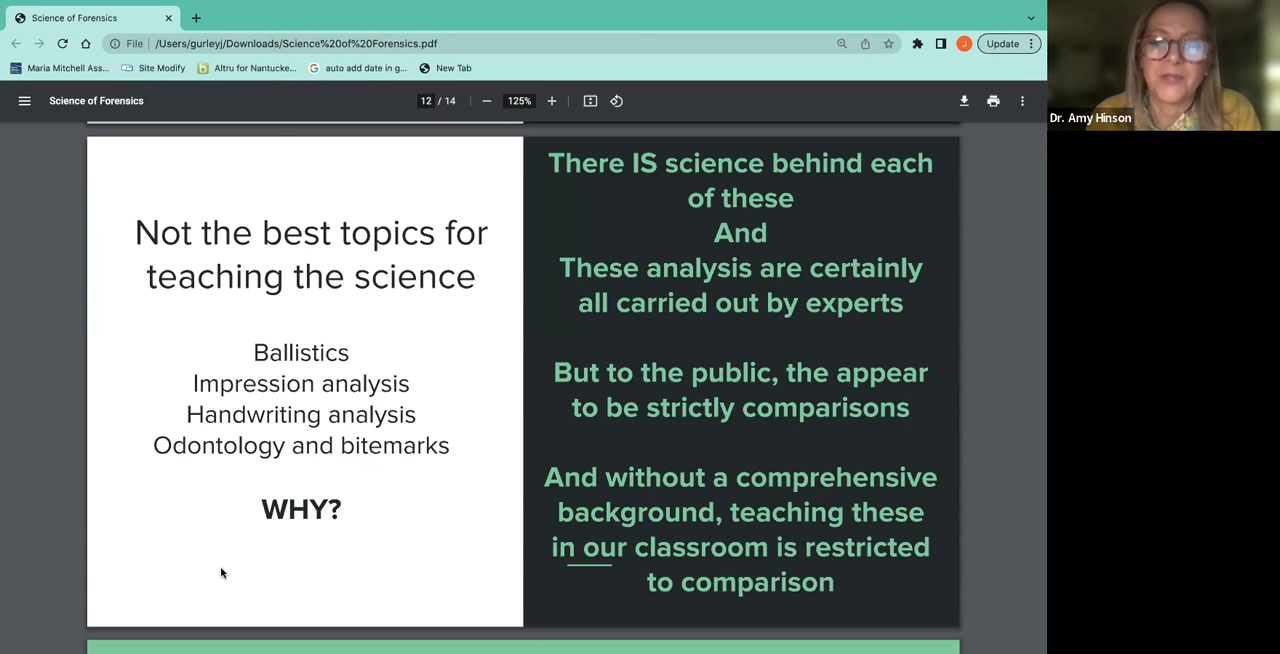 Science of Forensics
File
/Users/gurleyj/Downloads/Science%20of%20Forensics.pdf
J
Update
Maria Mitchell Ass...
Site Modify
Altru for Nantucke...
auto add date in g...
New Tab
Science of Forensics
12 / 14
125%
Not the best topics for
teaching the science
Ballistics
Impression analysis
Handwriting analysis
Odontology and bitemarks
WHY?
There IS science behind each
of these
And
These analysis are certainly
all carried out by experts
But to the public, the appear
to be strictly comparisons
And without a comprehensive
background, teaching these
in our classroom is restricted
to comparison
Dr. Amy Hinson